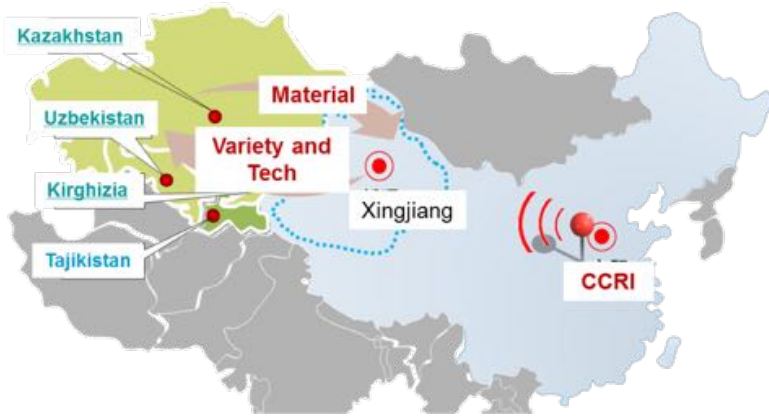 Kazakhstan
Material
Uzbekistan
Variety and
Tech
Kirghizia
Xingjiang
Tajikistan
CCRI